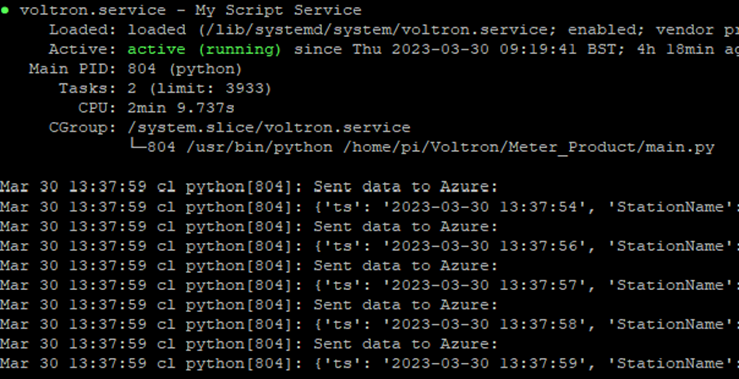 ● voltron.service - My Script Service
Loaded: loaded (/lib/systemd/system/voltron.service; enabled; vendor pr
Active: active (running) since Thu 2023-03-30 09:19:41 BST; 4h 18min ag
Main PID: 804 (python)
Tasks: 2 (limit: 3933)
CPU: 2min 9.737s
CGroup: /system.slice/voltron.service
└─804 /usr/bin/python /home/pi/Voltron/Meter_Product/main.py
Mar 30 13:37:59 cl python[804]: Sent data to Azure:
Mar 30 13:37:59 cl python[804]: {'ts': '2023-03-30 13:37:54', 'StationName':
Mar 30 13:37:59 cl python[804]: Sent data to Azure:
Mar 30 13:37:59 cl python[804]: {'ts': '2023-03-30 13:37:56', 'StationName':
Mar 30 13:37:59 cl python[804]: Sent data to Azure:
Mar 30 13:37:59 cl python[804]: {'ts': '2023-03-30 13:37:57', 'StationName':
Mar 30 13:37:59 cl python[804]: Sent data to Azure:
Mar 30 13:37:59 cl python[804]: {'ts': '2023-03-30 13:37:58', 'StationName':
Mar 30 13:37:59 cl python[804]: Sent data to Azure:
Mar 30 13:37:59 cl python[804]: {'ts': '2023-03-30 13:37:59', 'StationName':